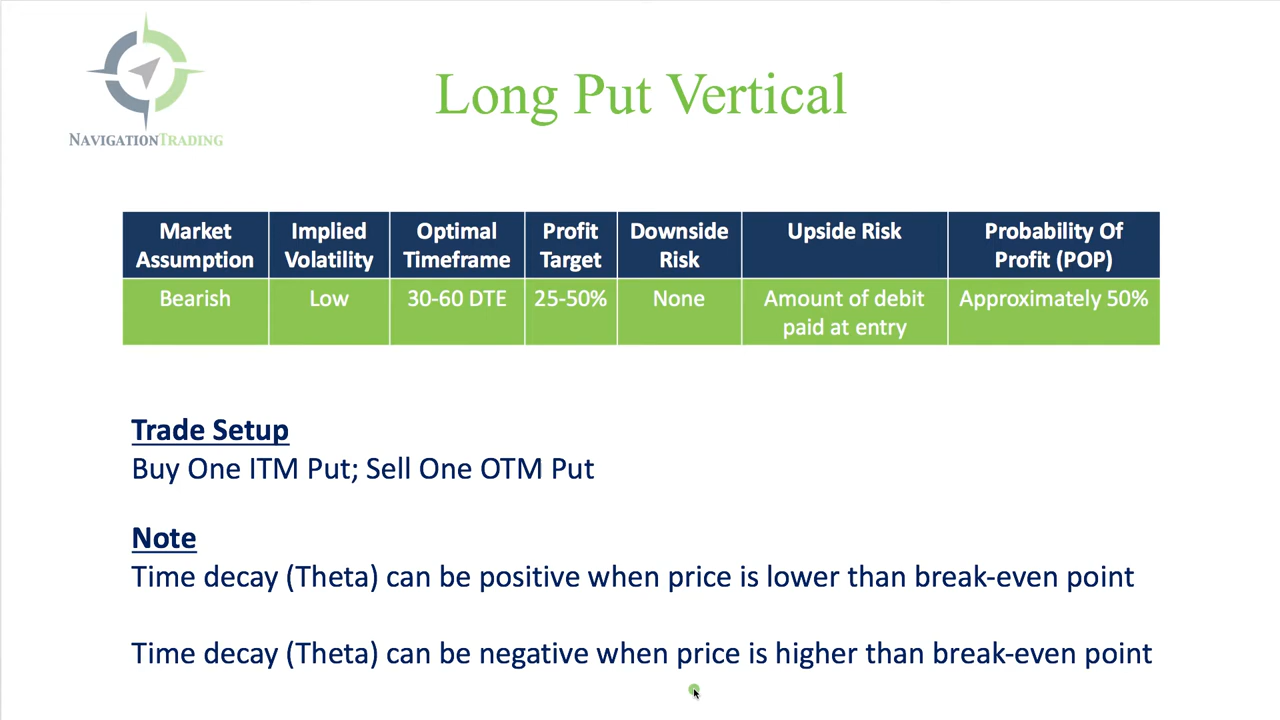 Long Put Vertical
NAVIGATIONTRADING
Market Assumption
Implied Volatility
Optimal Timeframe
Profit Target
Downside Risk
Upside Risk
Probability Of Profit (POP)
Bearish
Low
30-60 DTE
25-50%
None
Amount of debit paid at entry
Approximately 50%
Trade Setup
Buy One ITM Put; Sell One OTM Put
Note
Time decay (Theta) can be positive when price is lower than break-even point
Time decay (Theta) can be negative when price is higher than break-even point